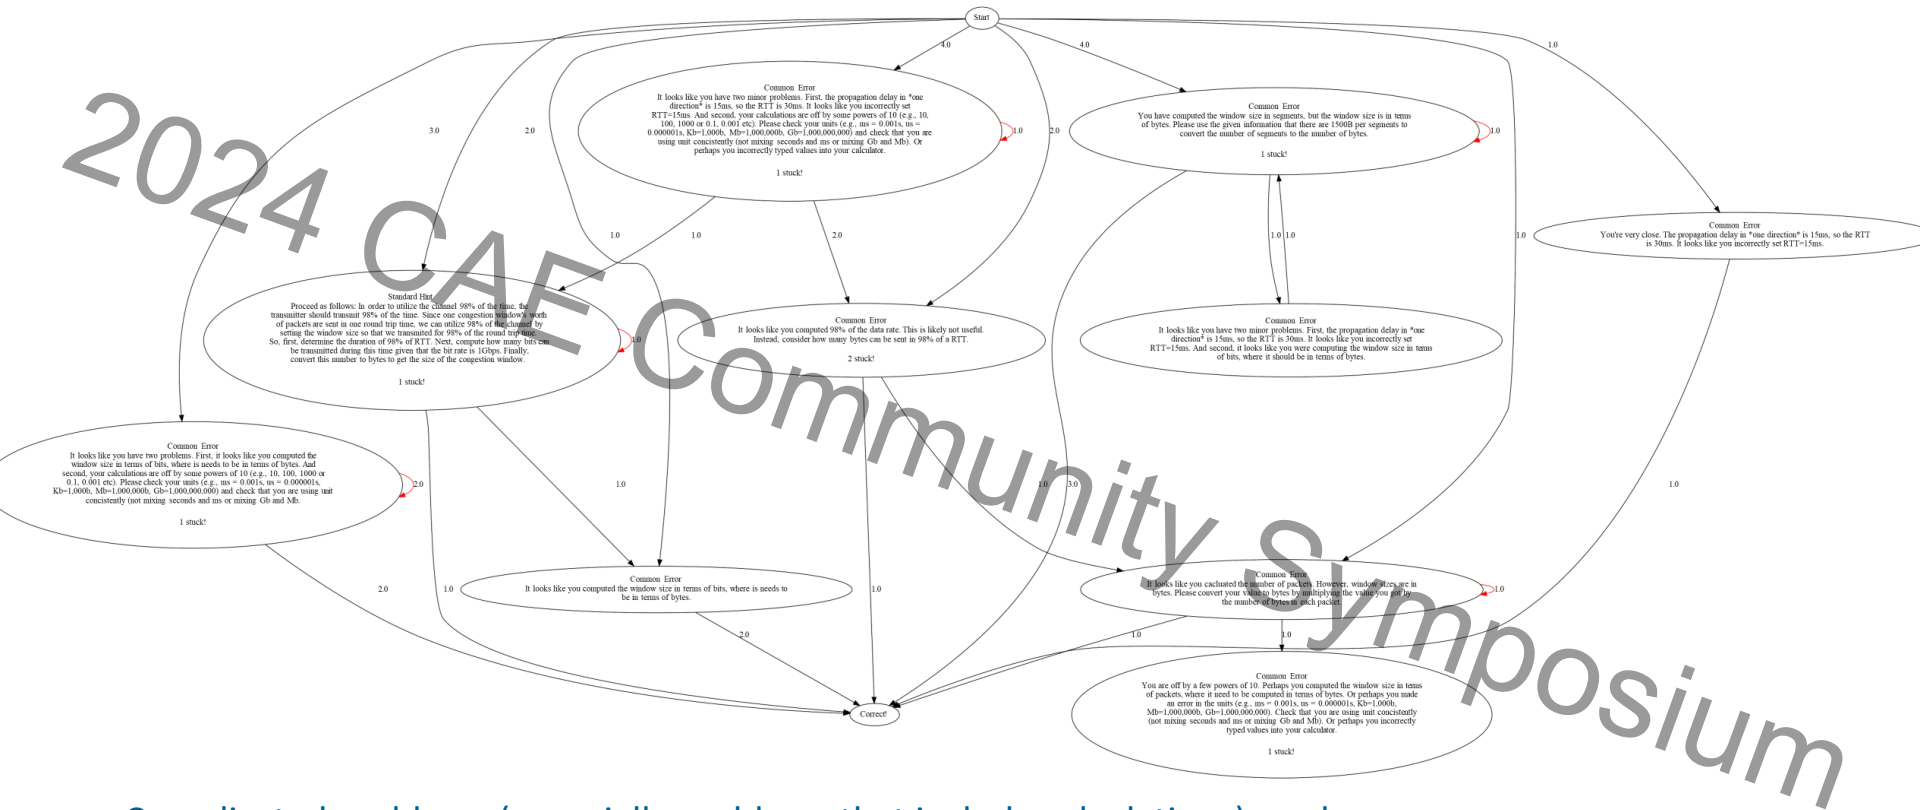 Start
4.0
4.0
1.0
3.0
2.0
2.0
Common Error
It looks like you have two minor problems. First, the propagation delay in *one
direction* is 15ms, so the RTT is 30ms. It looks like you incorrectly set
RTT=15ms. And second, your calculations are off by some powers of 10 (e.g., 10,
100, 1000 or 0.1, 0.001 etc). Please check your units (e.g., ms = 0.001s, us =
0.000001s, Kb=1,000b, Mb=1,000,000b, Gb=1,000,000,000) and check that you are
using unit concistently (not mixing seconds and ms or mixing Gb and Mb). Or
perhaps you incorrectly typed values into your calculator.
1 stuck!
1.0
Common Error
You have computed the window size in segments, but the window size is in terms
of bytes. Please use the given information that there are 1500B per segments to
convert the number of segments to the number of bytes.
1 stuck!
1.0
1.0
1.0
2.0
1.0
1.0
1.0
Common Error
You're very close. The propagation delay in *one direction* is 15ms, so the RTT
is 30ms. It looks like you incorrectly set RTT=15ms.
Standard Hint
Proceed as follows: In order to utilize the channel 98% of the time, the
transmitter should transmit 98% of the time. Since one congestion window's worth
of packets are sent in one round trip time, we can utilize 98% of the channel by
setting the window size so that we transmited for 98% of the round trip time.
So, first, determine the duration of 98% of RTT. Next, compute how many bits can
be transmitted during this time given that the bit rate is 1Gbps. Finally,
convert this number to bytes to get the size of the congestion window.
1 stuck!
1.0
Common Error
It looks like you computed 98% of the data rate. This is likely not useful.
Instead, consider how many bytes can be sent in 98% of a RTT.
2 stuck!
Common Error
It looks like you have two minor problems. First, the propagation delay in *one
direction* is 15ms, so the RTT is 30ms. It looks like you incorrectly set
RTT=15ms. And second, it looks like you were computing the window size in terms
of bits, where it should be in terms of bytes.
Common Error
It looks like you have two problems. First, it looks like you computed the
window size in terms of bits, where is needs to be in terms of bytes. And
second, your calculations are off by some powers of 10 (e.g., 10, 100, 1000 or
0.1, 0.001 etc). Please check your units (e.g., ms = 0.001s, us = 0.000001s,
Kb=1,000b, Mb=1,000,000b, Gb=1,000,000,000) and check that you are using unit
concistently (not mixing seconds and ms or mixing Gb and Mb.
1 stuck!
2.0
1.0
1.0
3.0
1.0
2.0
1.0
Common Error
It looks like you computed the window size in terms of bits, where is needs to
be in terms of bytes.
1.0
Common Error
It looks like you cacluated the number of packets. However, window sizes are in
bytes. Please convert your value to bytes by multiplying the value you got by
the number of bytes in each packet.
1.0
2.0
1.0
1.0
Correct!
Common Error
You are off by a few powers of 10. Perhaps you computed the window size in terms
of packets, where it need to be computed in terms of bytes. Or perhaps you made
an error in the units (e.g., ms = 0.001s, us = 0.000001s, Kb=1,000b,
Mb=1,000,000b, Gb=1,000,000,000). Check that you are using unit concistently
(not mixing seconds and ms or mixing Gb and Mb). Or perhaps you incorrectly
typed values into your calculator.
1 stuck!
2024 CAE Community Symposium